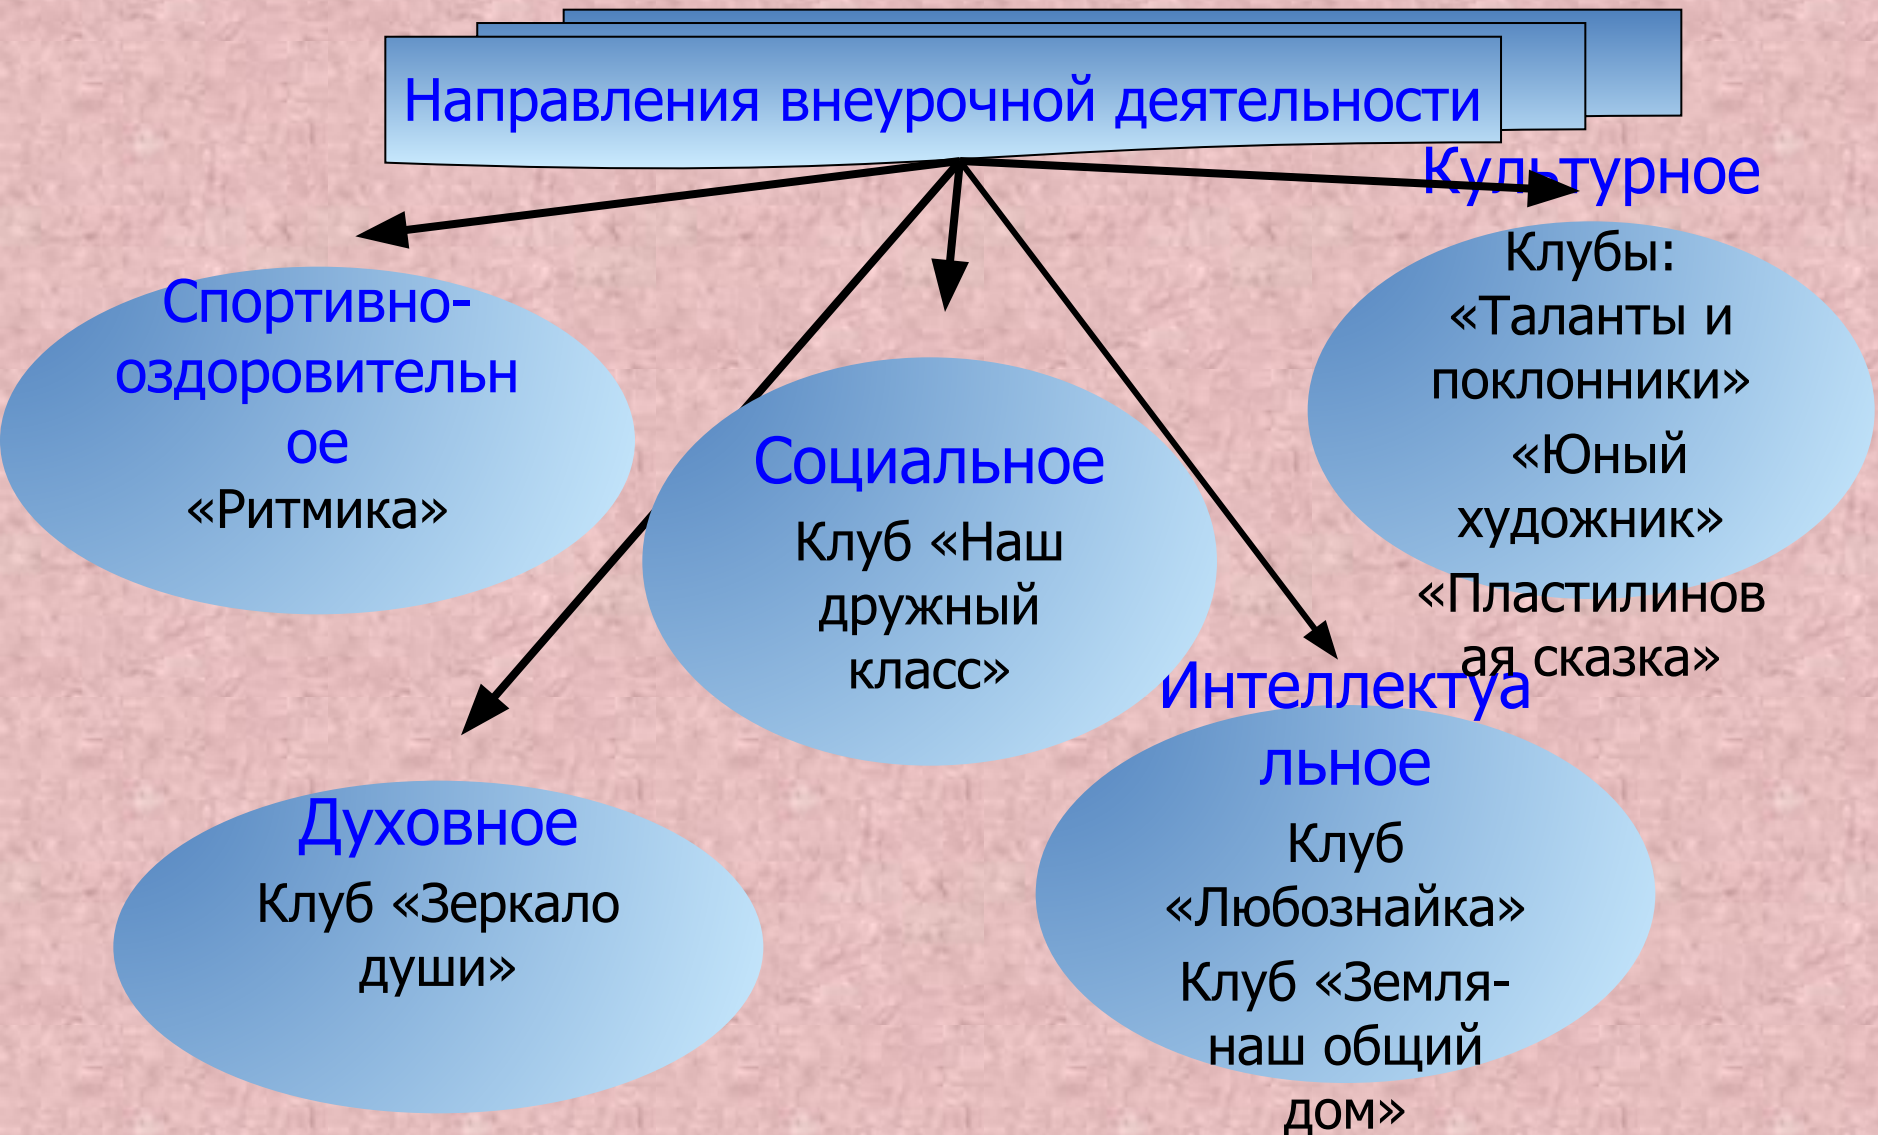 Направления внеурочной деятельности
Спортивно-
оздоровительн
ое
«Ритмика»
Духовное
Клуб «Зеркало
души»
Социальное
Клуб «Наш
дружный
класс»
Интеллектуа
льное
Клуб
«Любознайка»
Клуб «Земля-
наш общий
дом»
Культурное
Клубы:
«Таланты и
поклонники»
«Юный
художник»
«Пластилинов
ая сказка»